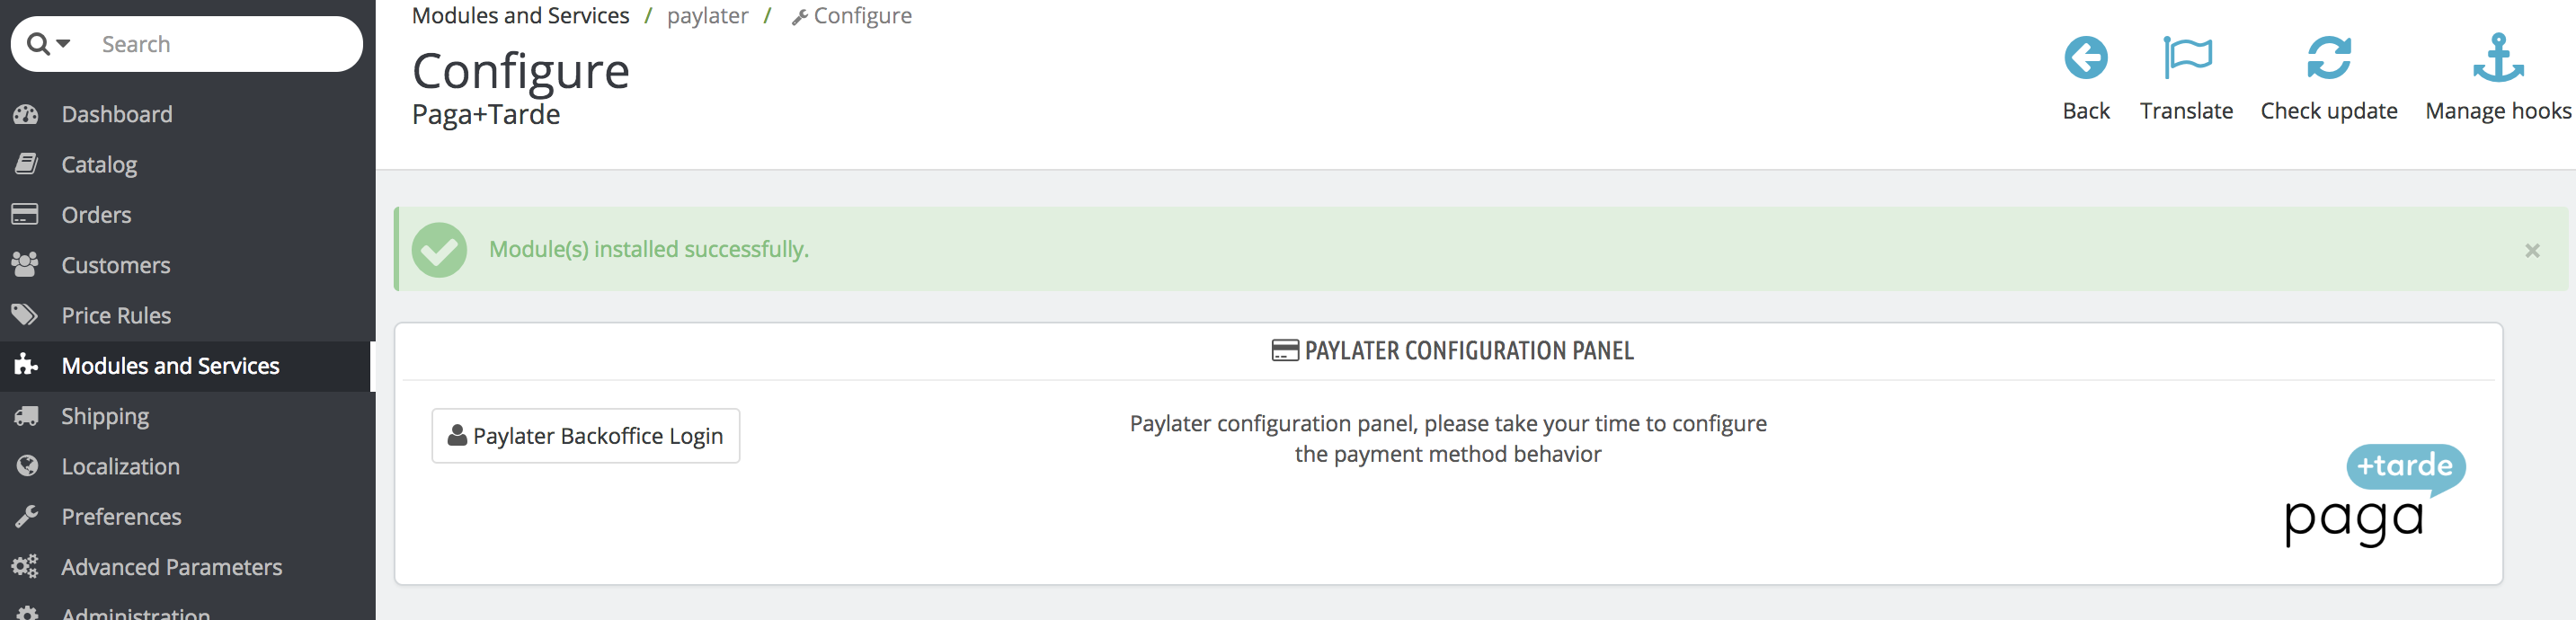 Search
Dashboard
Catalog
Orders
Customers
Price Rules
Modules and Services
Shipping
Localization
Preferences
Advanced Parameters
Administration
Modules and Services / paylater / Configure
Configure
Paga+Tarde
Back
Translate
Check update
Manage hooks
Module(s) installed successfully.
×
PAYLATER CONFIGURATION PANEL
Paylater Backoffice Login
Paylater configuration panel, please take your time to configure
the payment method behavior
+tarde
paga